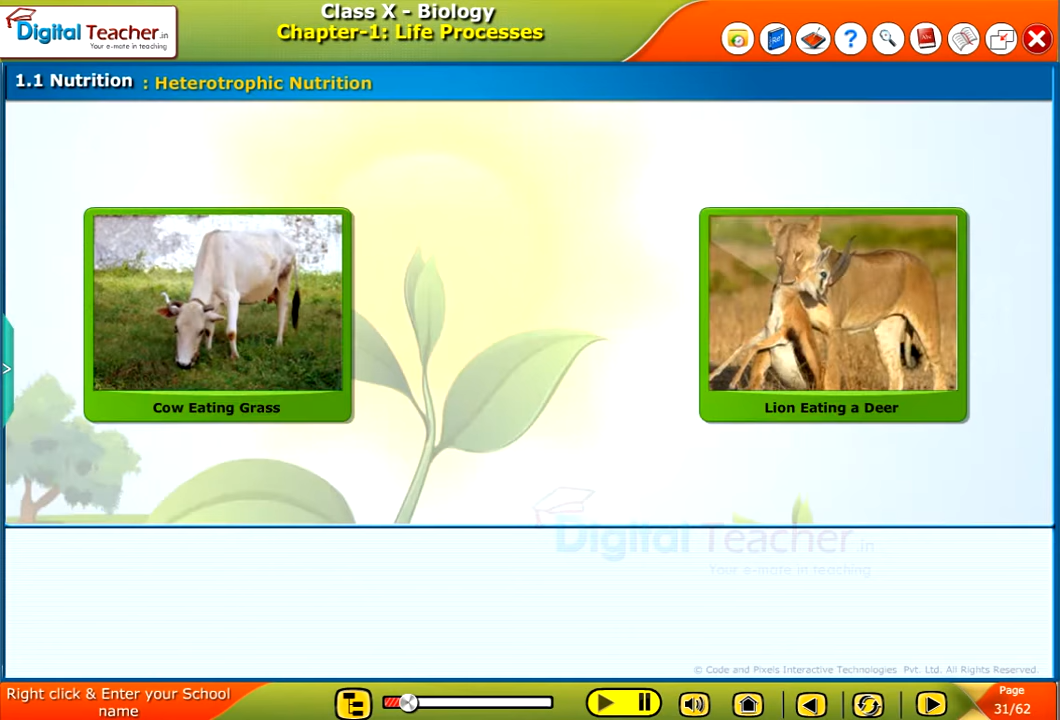 Digital Teacher.in
Your e-mate in teaching
Class X - Biology
Chapter-1: Life Processes
Ref
?
Abc
1.1 Nutrition : Heterotrophic Nutrition
Cow Eating Grass
Lion Eating a Deer
Digital Teacher.in
Your e-mate in teaching
© Code and Pixels Interactive Technologies Pvt. Ltd. All Rights Reserved.
Right click & Enter your School
name
Page
31/62